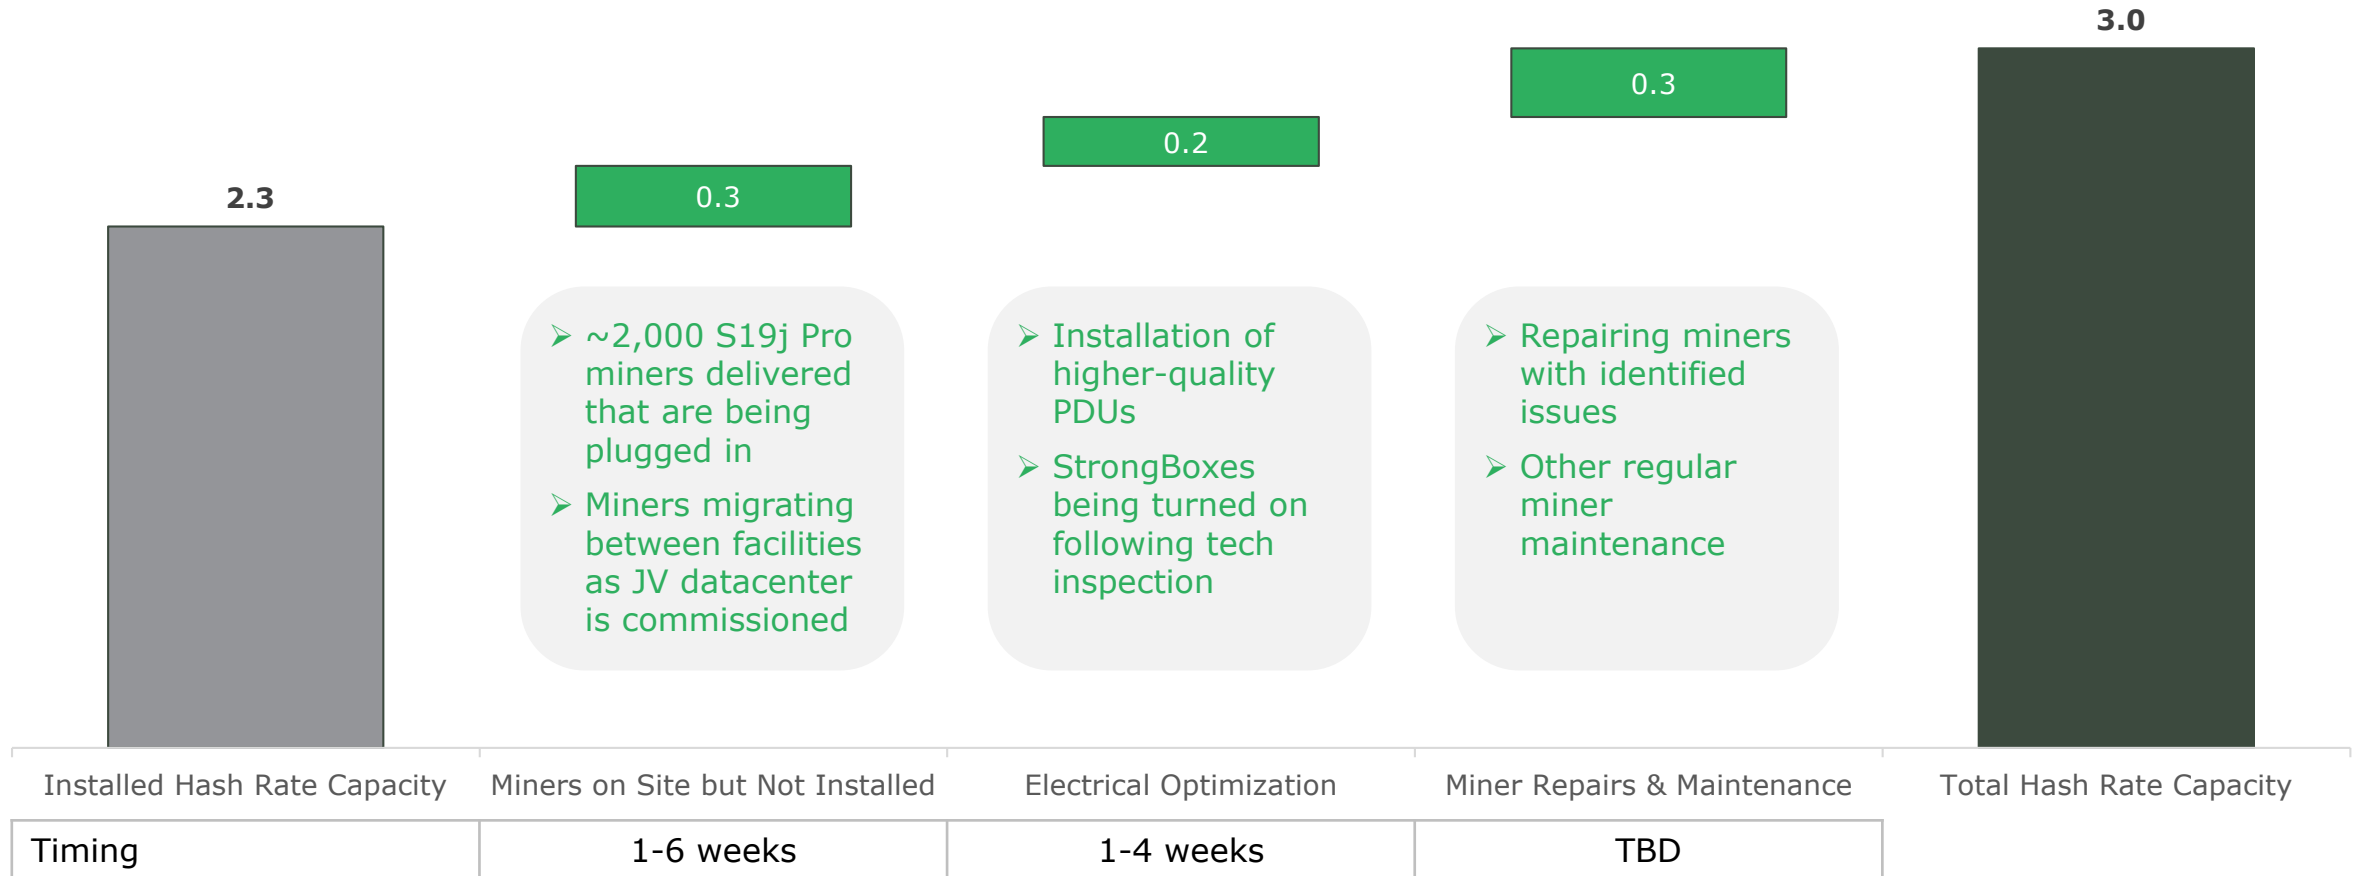 3.0
0.3
0.2
0.3
2.3
➢ ~2,000 S19j Pro
miners delivered
that are being
plugged in
➢ Miners migrating
between facilities
as JV datacenter
is commissioned
➢ Installation of
higher-quality
PDUs
➢ StrongBoxes
being turned on
following tech
inspection
➢ Repairing miners
with identified
issues
➢ Other regular
miner
maintenance
Installed Hash Rate Capacity
Miners on Site but Not Installed
Electrical Optimization
Miner Repairs & Maintenance
Total Hash Rate Capacity
Timing
1-6 weeks
1-4 weeks
TBD